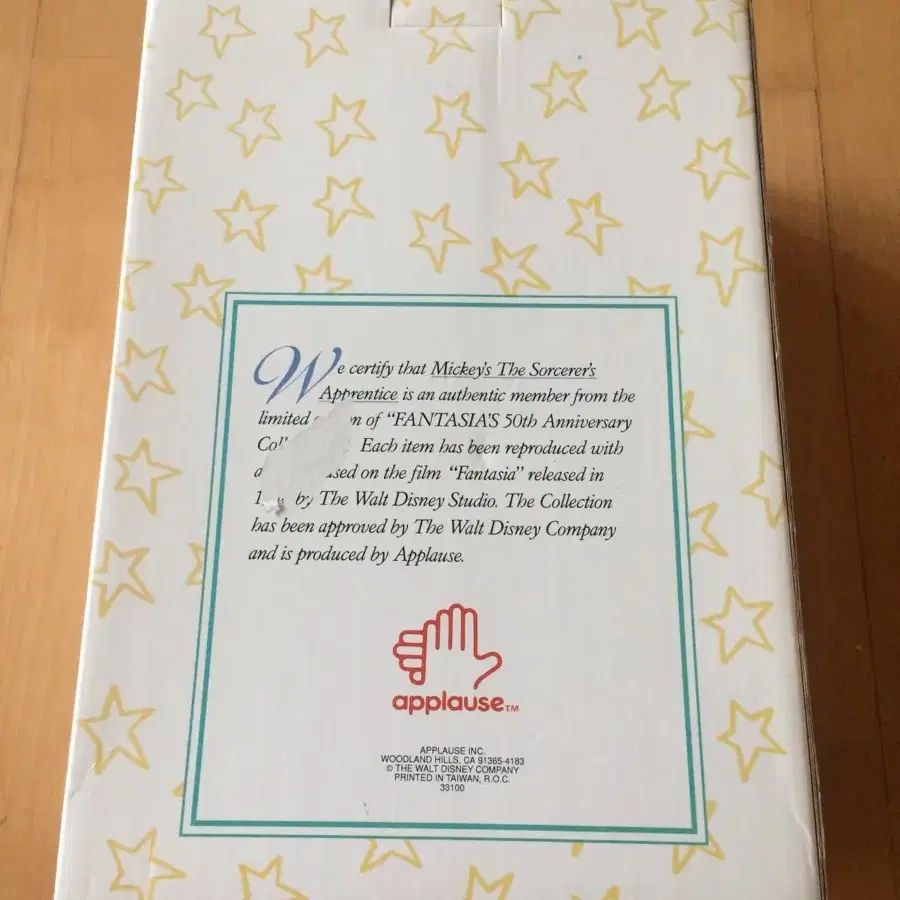 We certify that Mickey's The Sorcerer's
Apprentice is an authentic member from the
limited of "FANTASIA'S 50th Anniversary
Each item has been reproduced with
on the film "Fantasia" released in
by The Walt Disney Studio. The Collection
has been approved by The Walt Disney Company
and is produced by Applause.
applause™
APPLAUSE INC.
WOODLAND HILLS, CA 91365-4183
© THE WALT DISNEY COMPANY
PRINTED IN TAIWAN, R.O.C.
33100